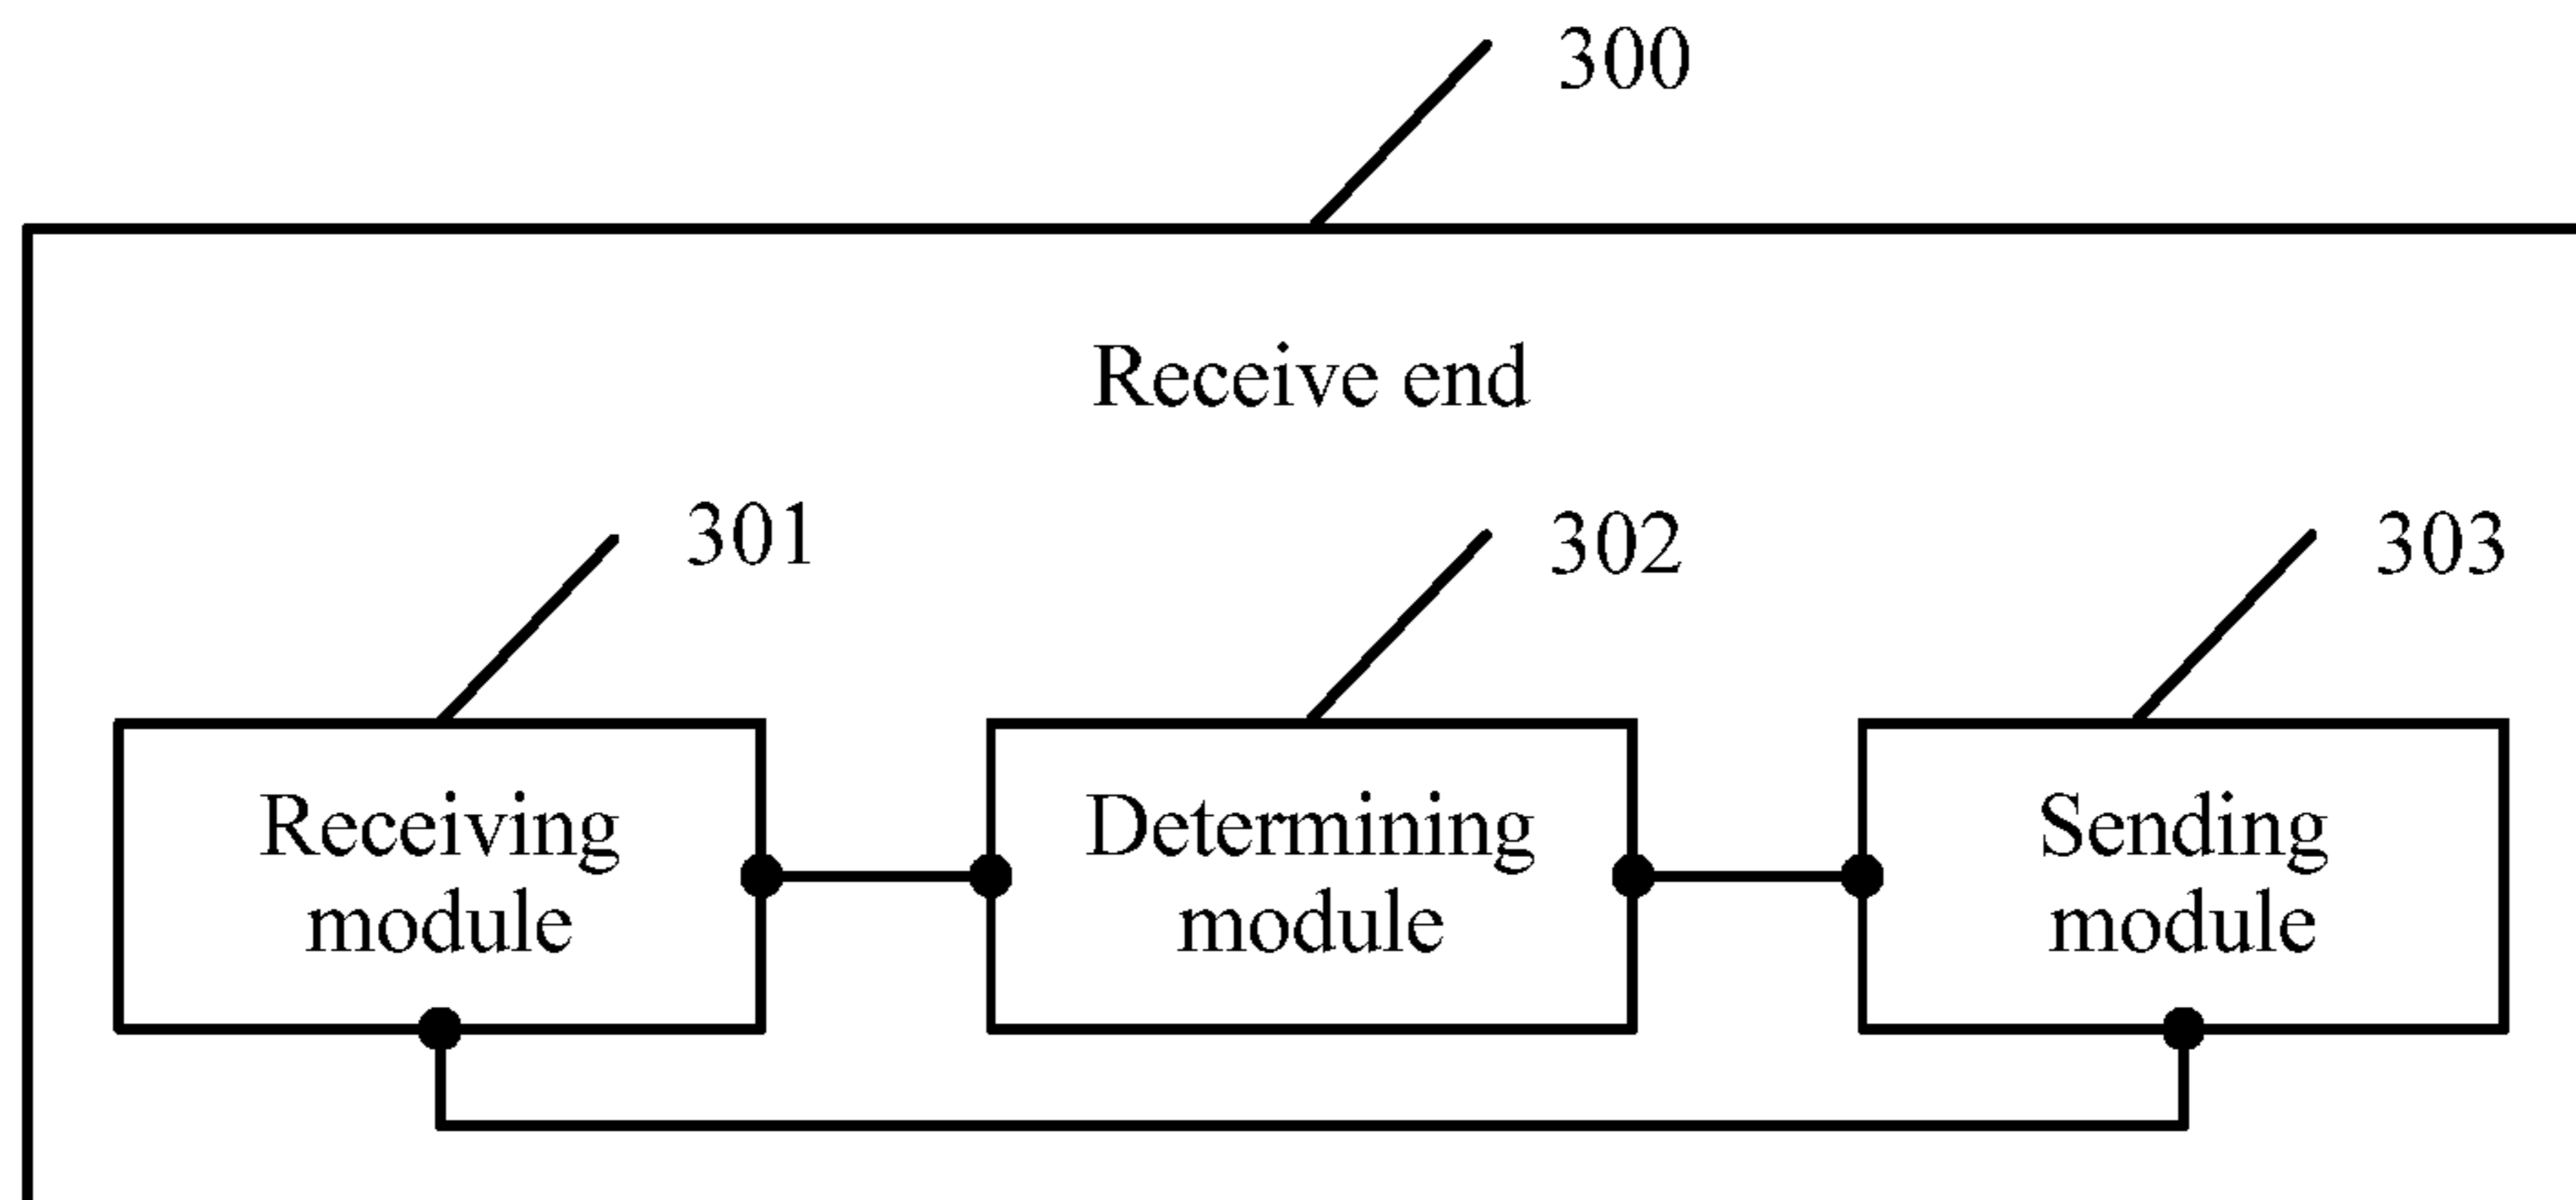 300
Receive end
301
302
303
Receiving
module
Determining
module
Sending
module